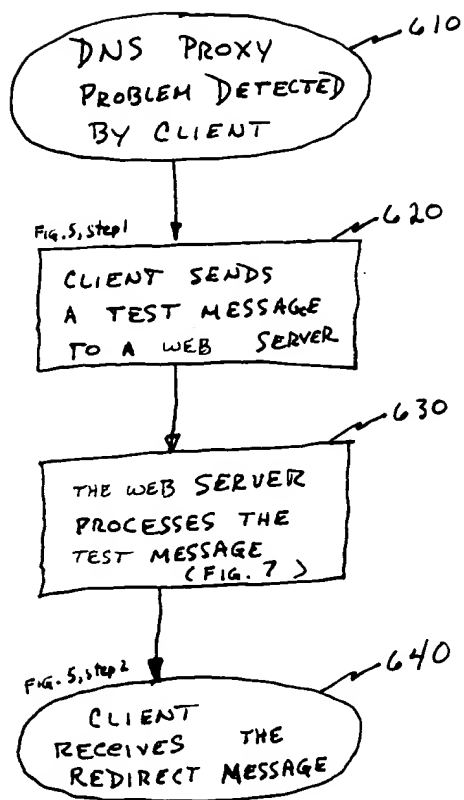 610
DNS PROXY
PROBLEM DETECTED
BY CLIENT
FIG. 5, step 1
620
CLIENT SENDS
A TEST MESSAGE
TO A WEB SERVER
630
THE WEB SERVER
PROCESSES THE
TEST MESSAGE
(FIG. 7)
FIG. 5, step 2
640
CLIENT
RECEIVES THE
REDIRECT MESSAGE